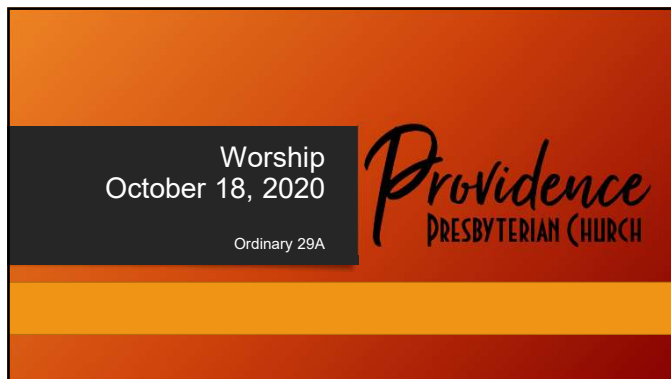 Worship
October 18, 2020
Ordinary 29A
Providence
PRESBYTERIAN CHURCH